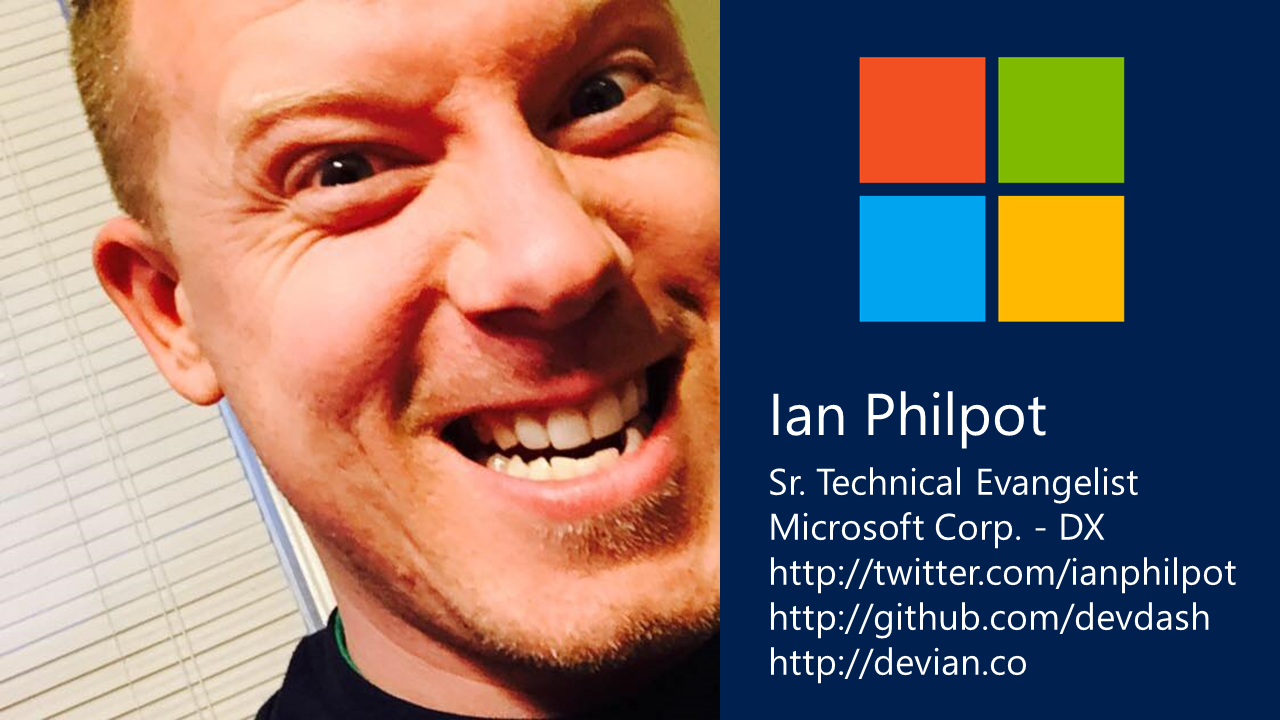 Ian Philpot
Sr. Technical Evangelist
Microsoft Corp. - DX
http://twitter.com/ianphilpot
http://github.com/devdash
http://devian.co